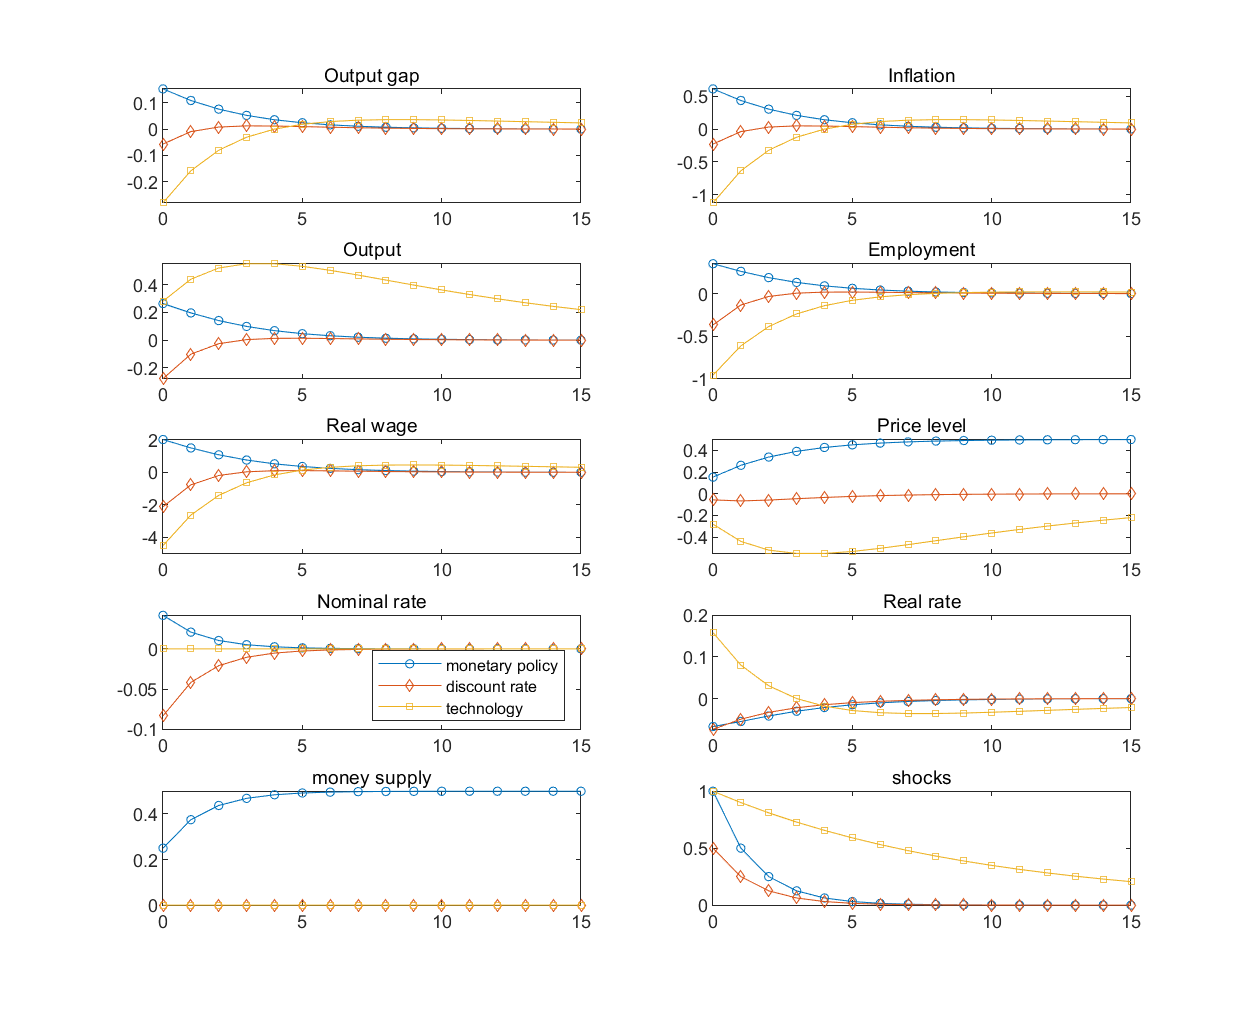 Output gap
0.1
0
-0.1
-0.2
0 5 10 15
Inflation
0.5
0
-0.5
-1
0 5 10 15
Output
0.4
0.2
0
-0.2
0 5 10 15
Employment
0
-0.5
-1
0 5 10 15
Real wage
2
0
-2
-4
0 5 10 15
Price level
0.4
0.2
0
-0.2
-0.4
0 5 10 15
Nominal rate
0
-0.05
-0.1
0 5 10 15
monetary policy
discount rate
technology
Real rate
0.2
0.1
0
0 5 10 15
money supply
0.4
0.2
0
0 5 10 15
shocks
1
0.5
0
0 5 10 15